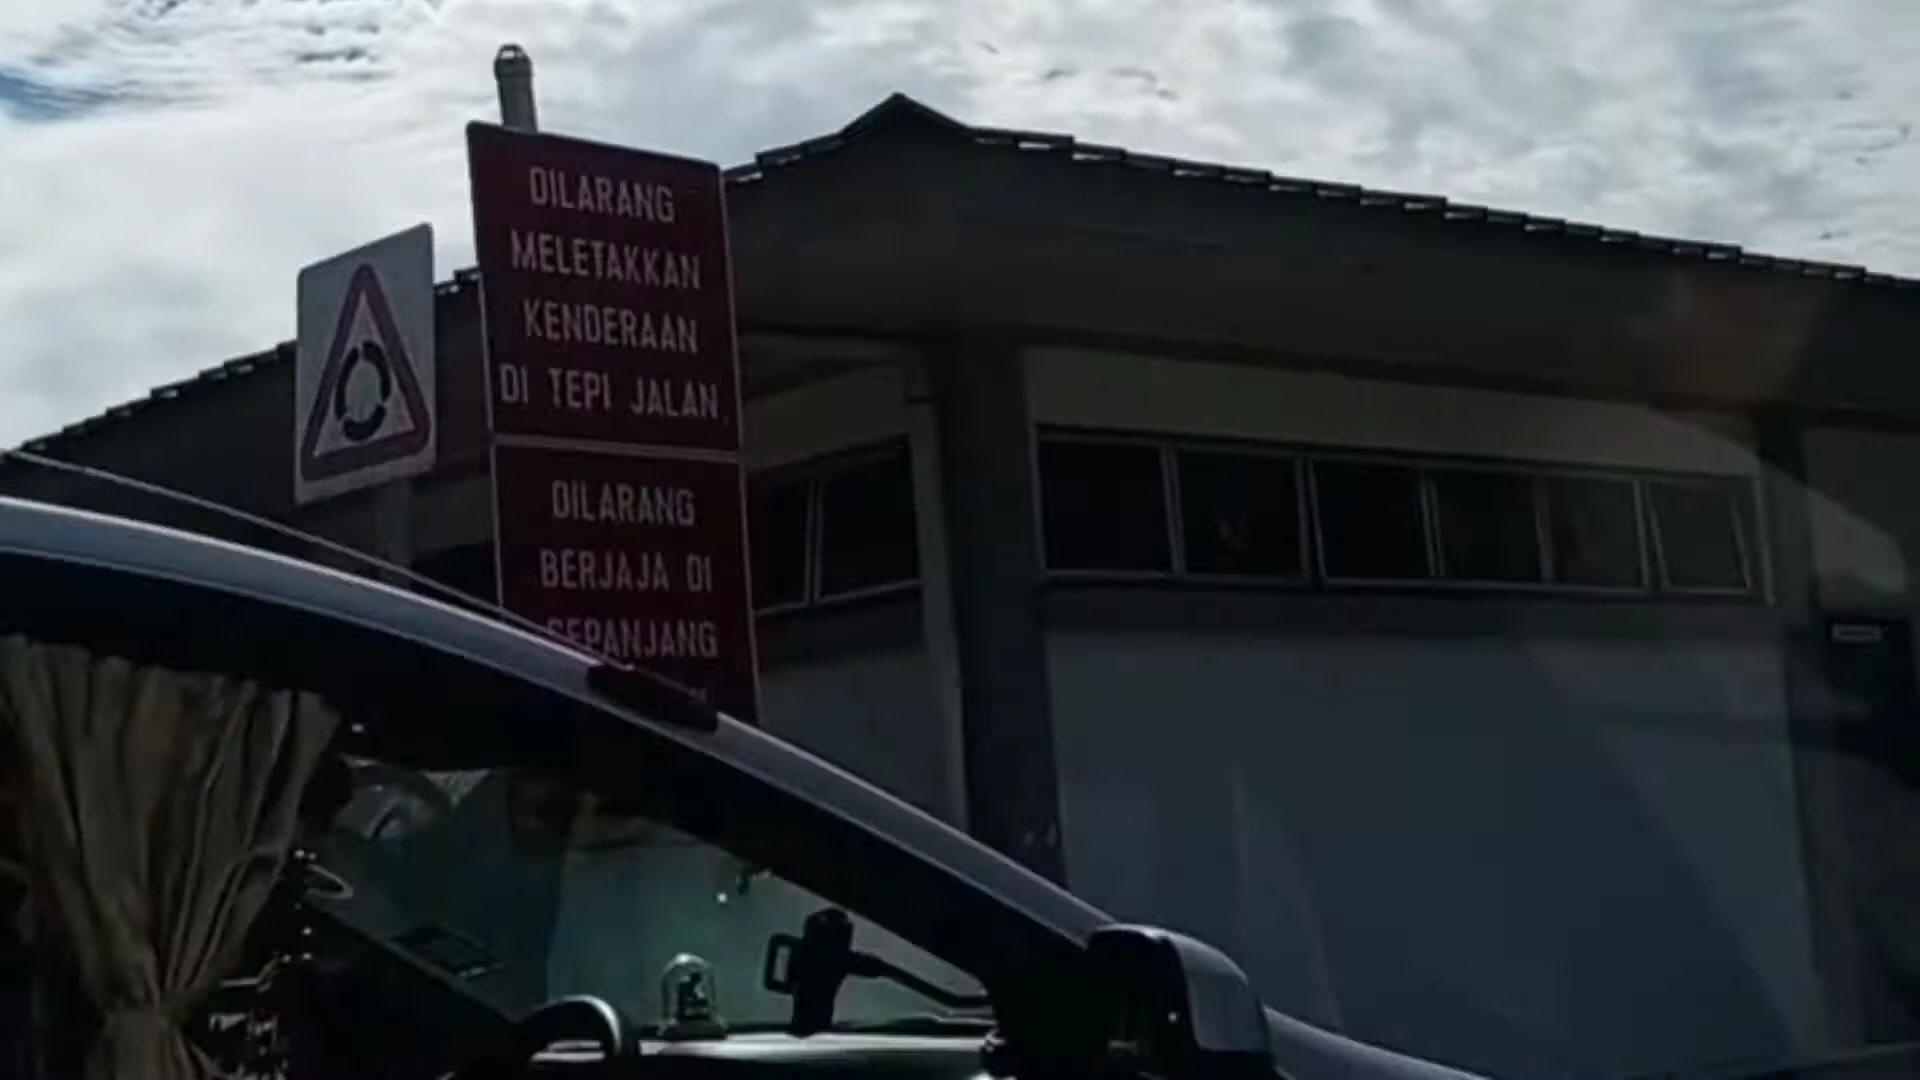 DILARANG
MELETAKKAN
KENDERAAN
DI TEPI JALAN
DILARANG
BERJAJA DI
SEPANJANG